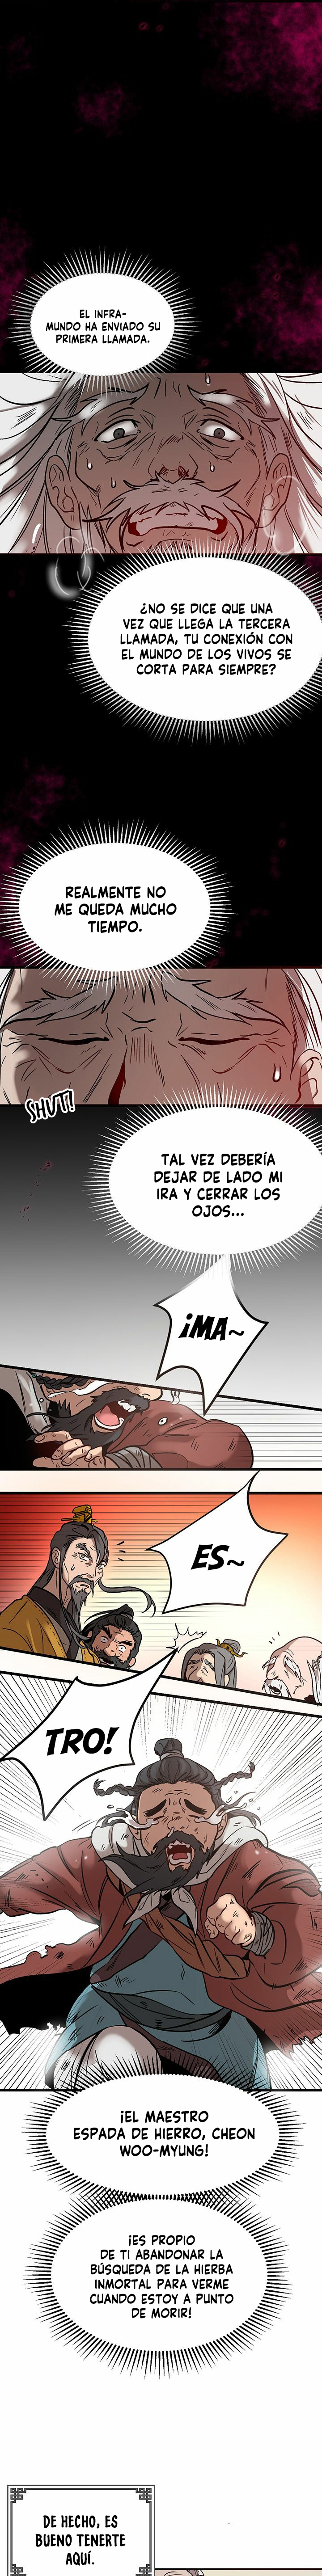 EL INFRA-
MUNDO HA ENVIADO SU
PRIMERA LLAMADA.
¿NO SE DICE QUE UNA
VEZ QUE LLEGA LA TERCERA
LLAMADA, TU CONEXIÓN CON
EL MUNDO DE LOS VIVOS SE
CORTA PARA SIEMPRE?
REALMENTE NO
ME QUEDA MUCHO
TIEMPO.
SHUT!
TAL VEZ DEBERÍA
DEJAR DE LADO MI
IRA Y CERRAR LOS
OJOS...
¡MA~
ES~
TRO!
¡EL MAESTRO
ESPADA DE HIERRO, CHEON
WOO-MYUNG!
¡ES PROPIO
DE TI ABANDONAR LA
BÚSQUEDA DE LA HIERBA
INMORTAL PARA VERME
CUANDO ESTOY A PUNTO
DE MORIR!
DE HECHO, ES
BUENO TENERTE
AQUÍ.